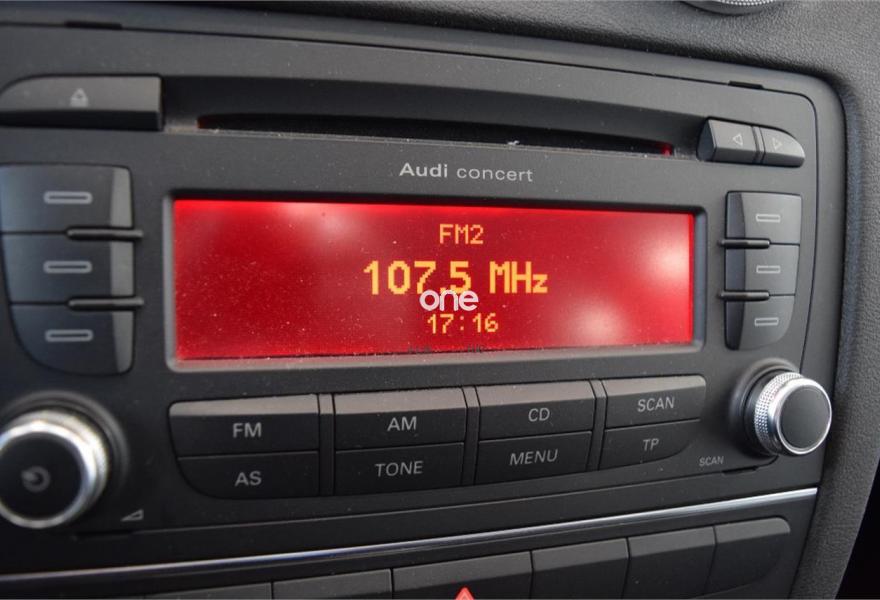 Audi concert
FM2
107.5 MHz
one
17:16
FM
AM
CD
SCAN
AS
TONE
MENU
TP
SCAN